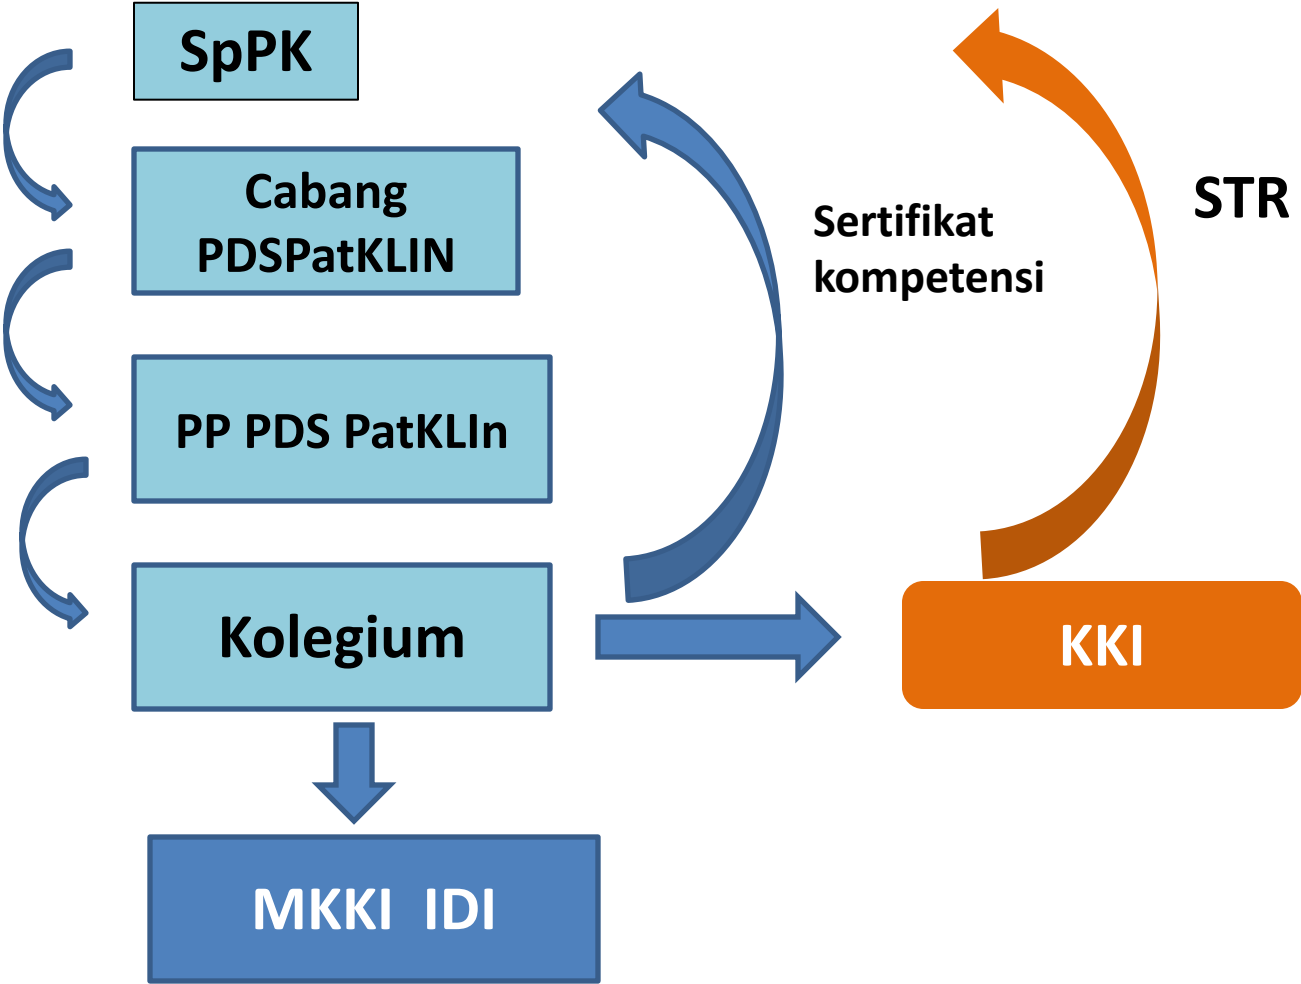 SpPK
Cabang
PDSPatKLIN
PP PDS PatKLIn
Kolegium
MKKI  IDI
Sertifikat
kompetensi
STR
KKI